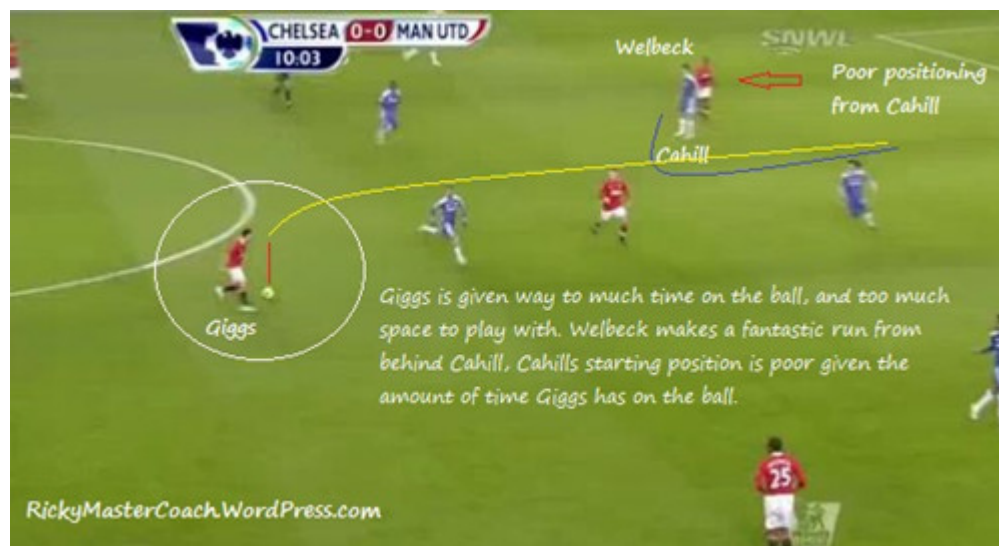 CHELSEA 0-0 MAN UTD
10:03
SNWL
Welbeck
Poor positioning
from Cahill
Cahill
Giggs
Giggs is given way to much time on the ball, and too much
space to play with. Welbeck makes a fantastic run from
behind Cahill, Cahills starting position is poor given the
amount of time Giggs has on the ball.
25
RickyMasterCoach.WordPress.com